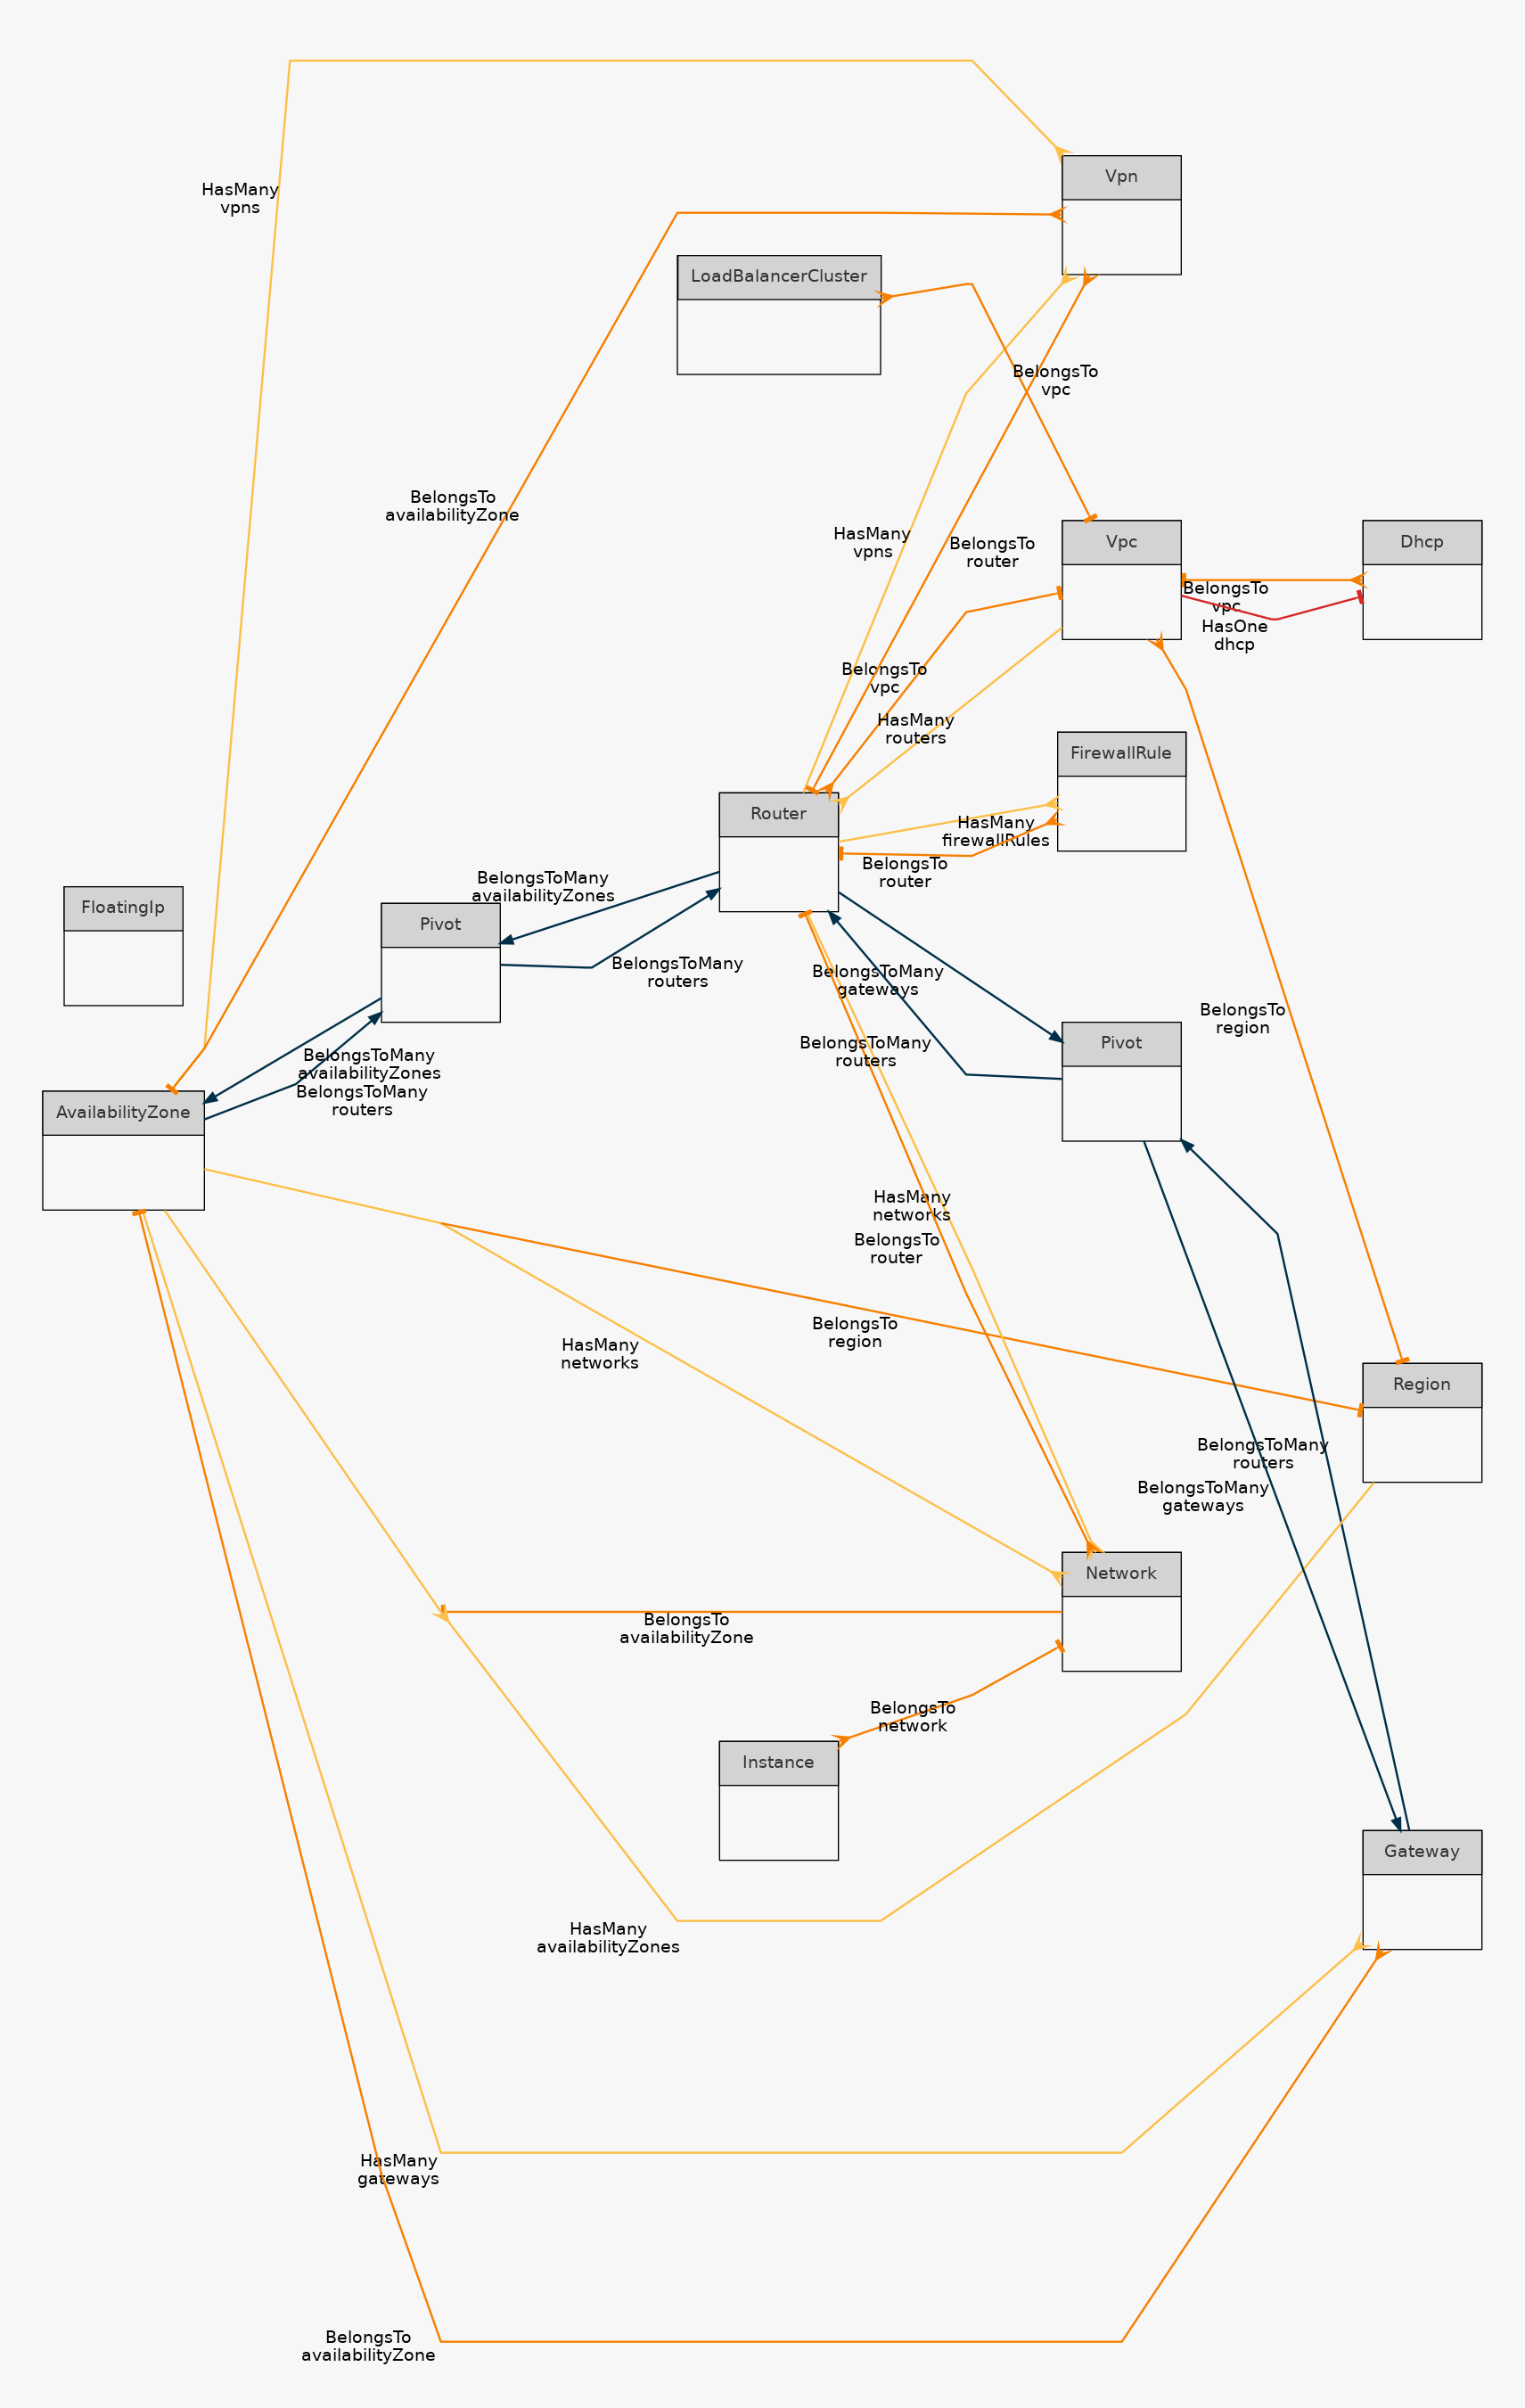 Vpn
HasMany
vpns
LoadBalancerCluster
BelongsTo
vpc
BelongsTo
availabilityZone
HasMany
vpns
BelongsTo
router
Vpc
Dhcp
BelongsTo
vpc
HasOne
dhcp
BelongsTo
vpc
HasMany
routers
FirewallRule
Router
HasMany
firewallRules
BelongsTo
router
BelongsToMany
availabilityZones
FloatingIp
Pivot
BelongsToMany
routers
BelongsToMany
gateways
BelongsTo
region
BelongsToMany
routers
Pivot
BelongsToMany
availabilityZones
BelongsToMany
routers
AvailabilityZone
HasMany
networks
BelongsTo
router
BelongsTo
region
HasMany
networks
Region
BelongsToMany
routers
BelongsToMany
gateways
Network
BelongsTo
availabilityZone
BelongsTo
network
Instance
Gateway
HasMany
availabilityZones
HasMany
gateways
BelongsTo
availabilityZone